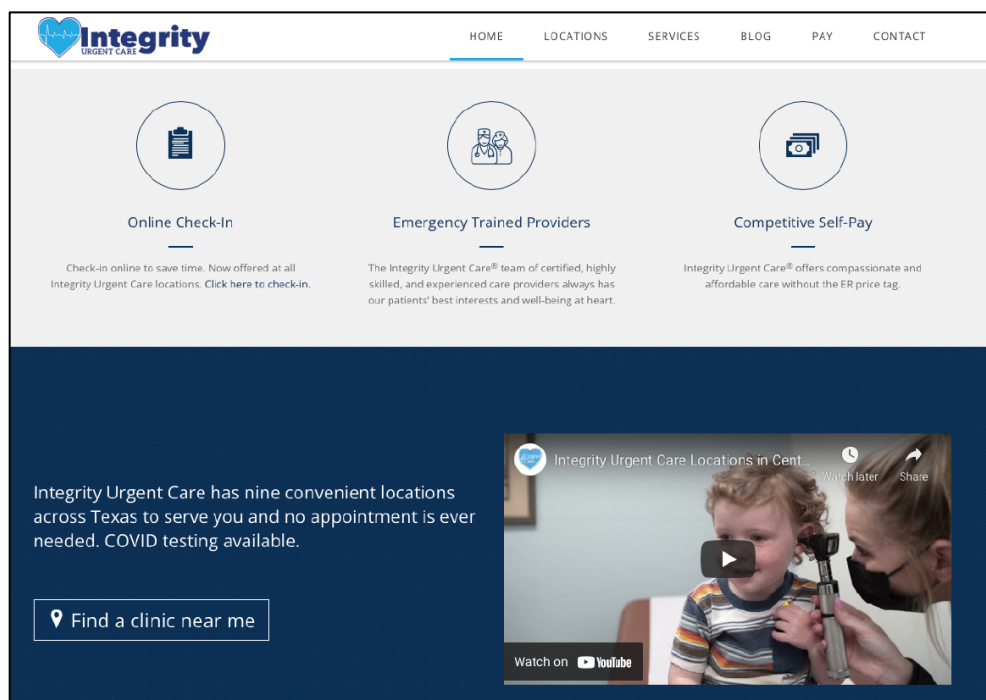 Integrity
URGENT CARE
HOME LOCATIONS SERVICES BLOG PAY CONTACT
Online Check-In
Check-in online to save time. Now offered at all
Integrity Urgent Care locations. Click here to check-in.
Emergency Trained Providers
The Integrity Urgent Care® team of certified, highly
skilled, and experienced care providers always has
our patients' best interests and well-being at heart.
Competitive Self-Pay
Integrity Urgent Care® offers compassionate and
affordable care without the ER price tag.
Integrity Urgent Care has nine convenient locations
across Texas to serve you and no appointment is ever
needed. COVID testing available.
Find a clinic near me
Integrity Urgent Care Locations in Cent...
Watch later
Share
Watch on YouTube